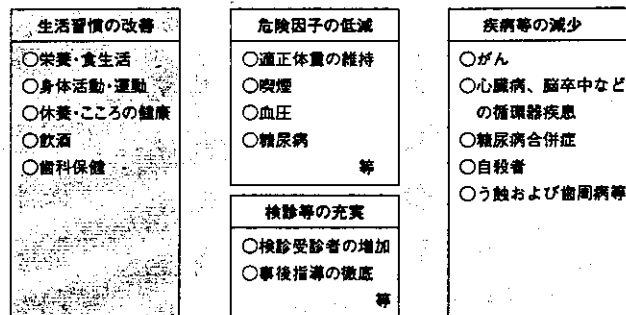 生活習慣の改善
○栄養・食生活
○身体活動・運動
○休養・こころの健康
○飲酒
○歯科保健
危険因子の低減
○適正体重の維持
○喫煙
○血圧
○糖尿病
等
検診等の充実
○検診受診者の増加
○事後指導の徹底
等
疾病等の減少
○がん
○心臓病、脳卒中など
の循環器疾患
○糖尿病合併症
○自殺者
○う蝕および歯周病等